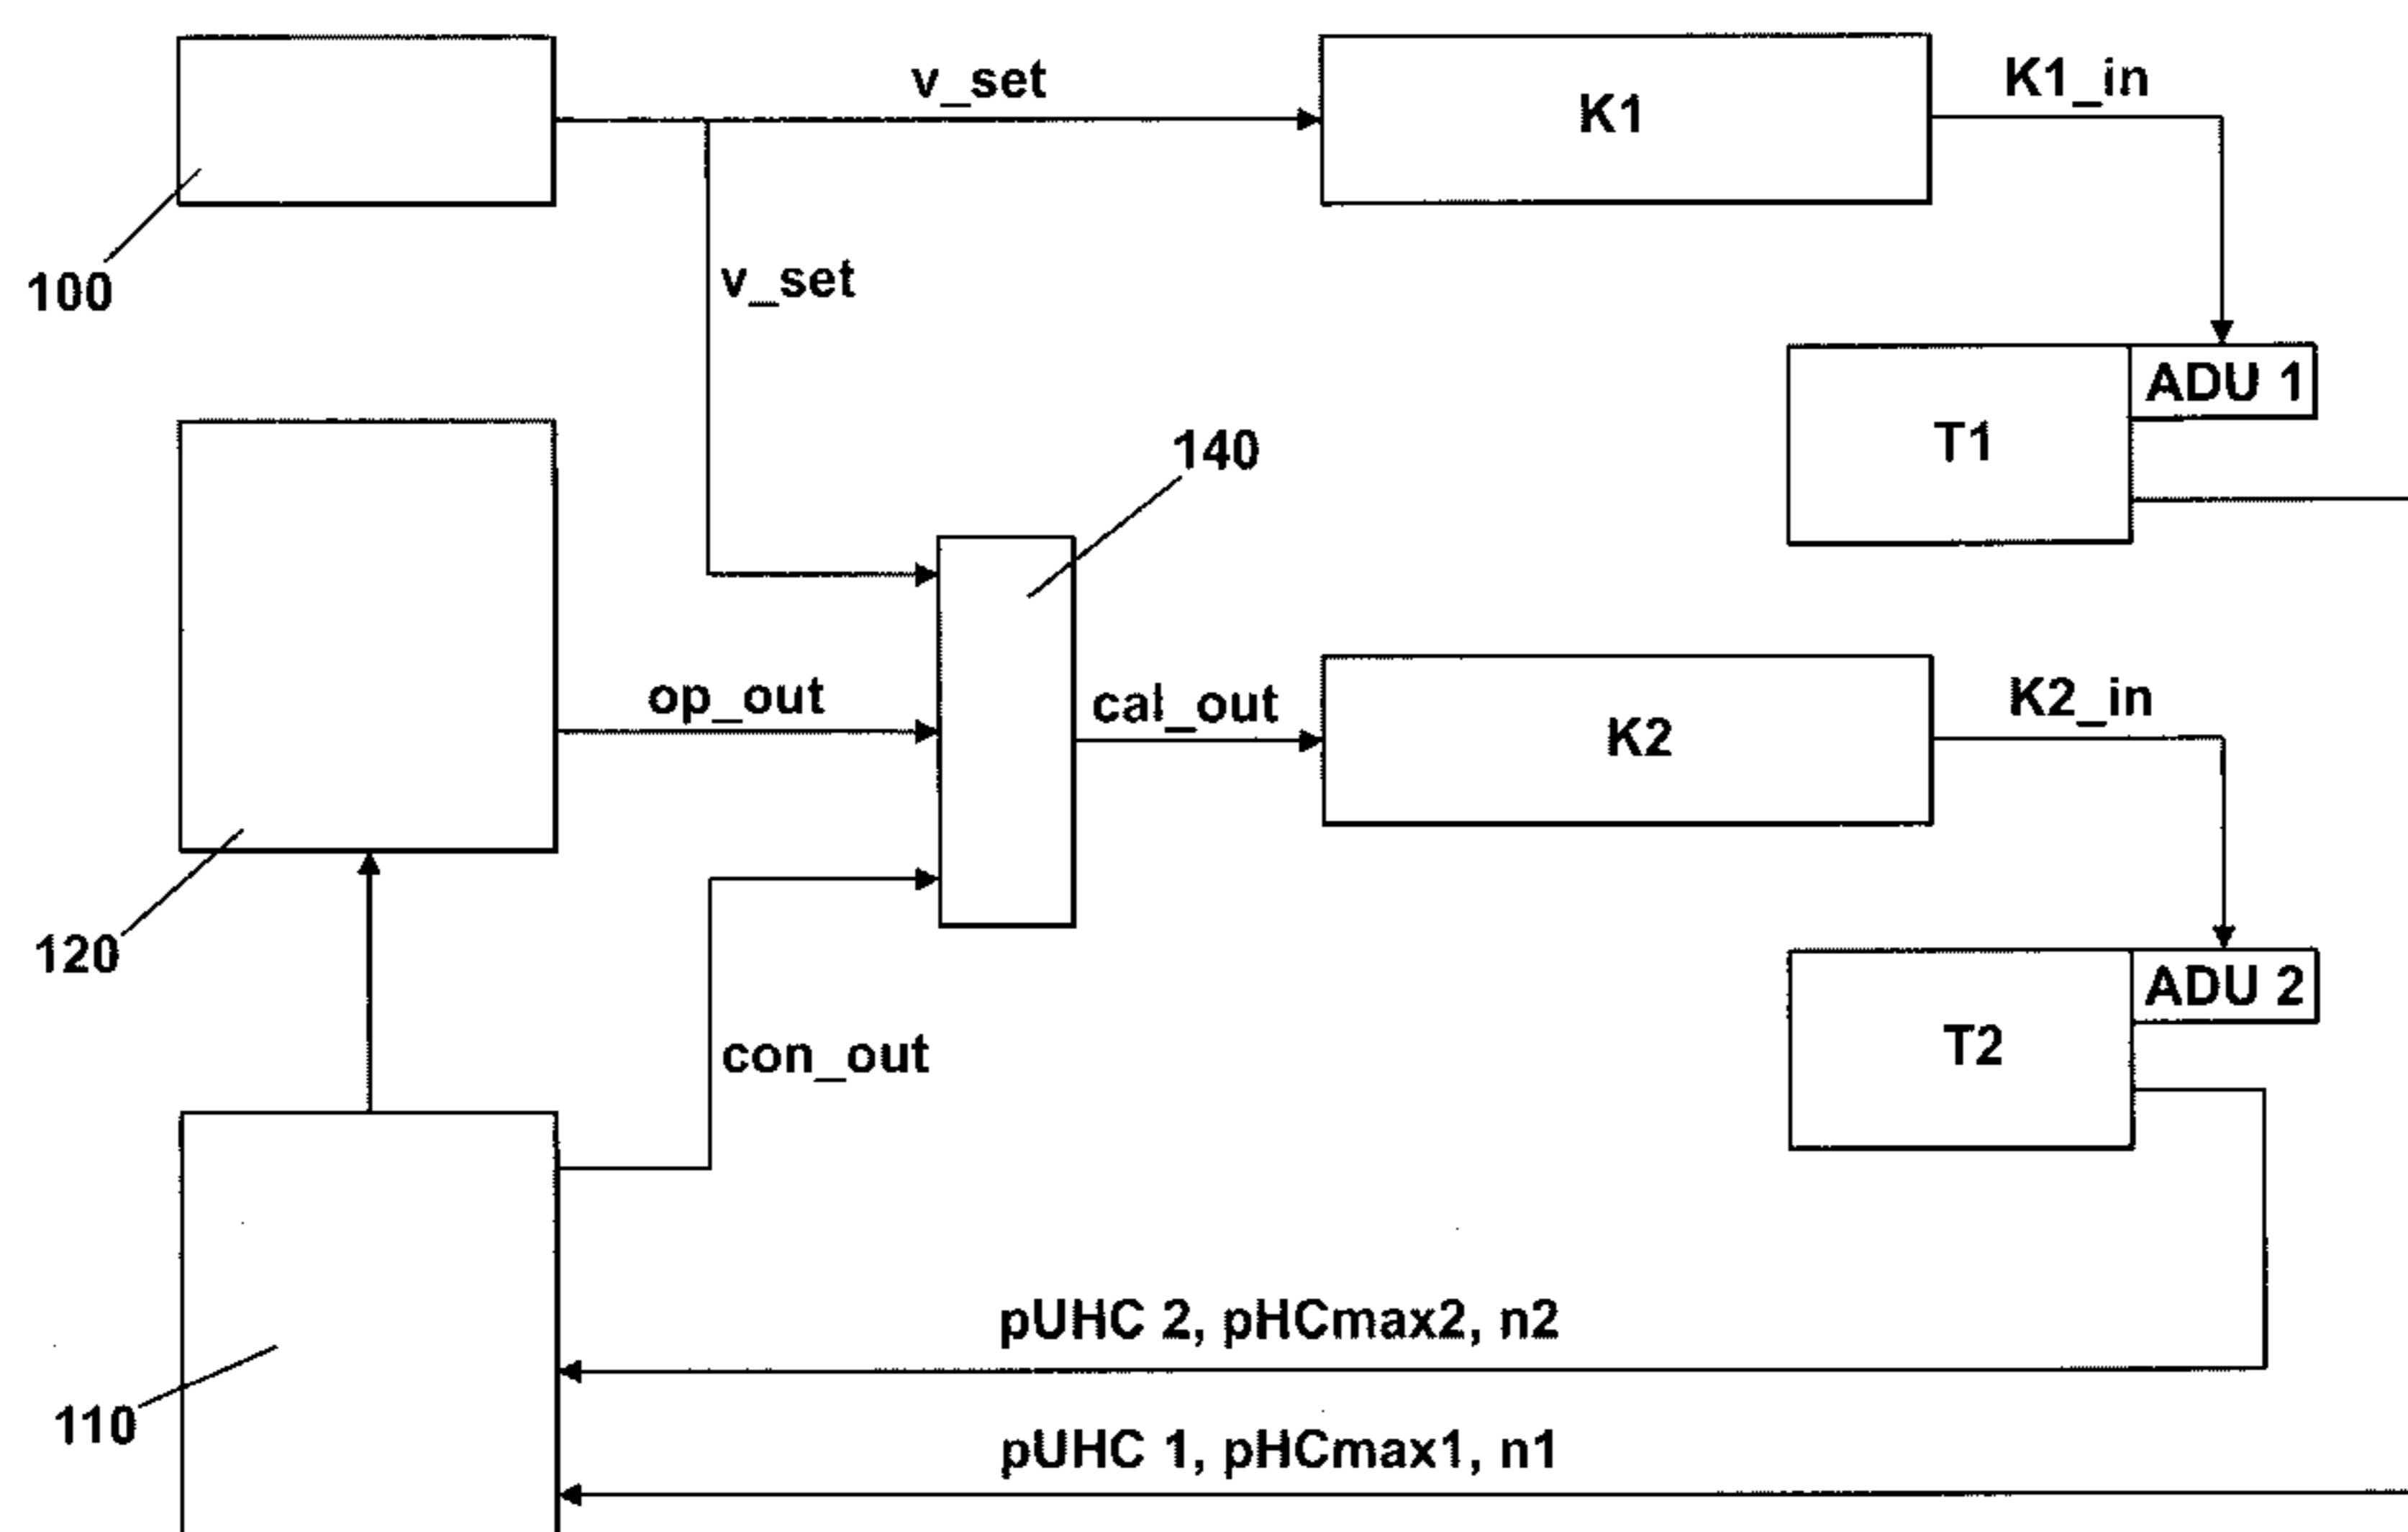 v_set
K1
K1_in
100
v_set
ADU 1
T1
140
op_out
cal_out
K2
K2_in
120
ADU 2
T2
con_out
pUHC 2, pHCmax2, n2
110
pUHC 1, pHCmax1, n1